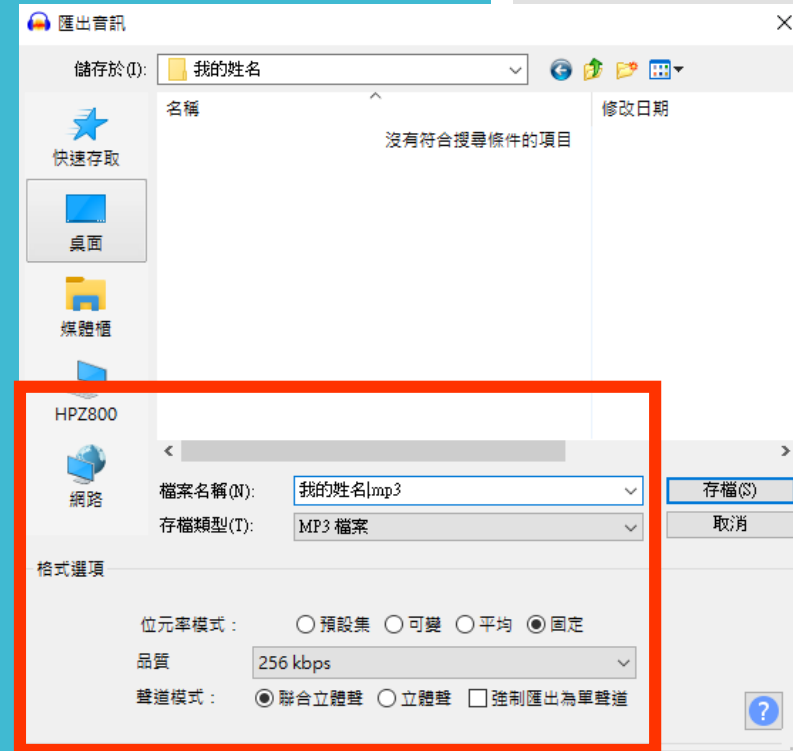 匯出音訊
儲存於(I): 我的姓名
名稱 修改日期
沒有符合搜尋條件的項目
快速存取
桌面
媒體櫃
HPZ800
網路
檔案名稱(N): 我的姓名.mp3 存檔(S)
存檔類型(T): MP3 檔案 取消
格式選項
位元率模式： 預設集 可變 平均 固定
品質 256 kbps
聲道模式： 聯合立體聲 立體聲 強制匯出為單聲道
?